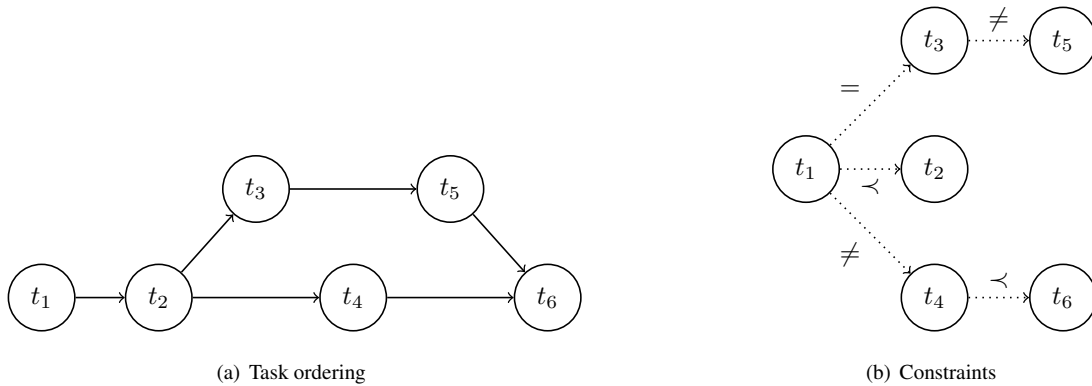 t₁
t₂
t₃
t₄
t₅
t₆
(a) Task ordering
t₃
≠
t₅
=
t₁
≺
t₂
≠
t₄
≺
t₆
(b) Constraints